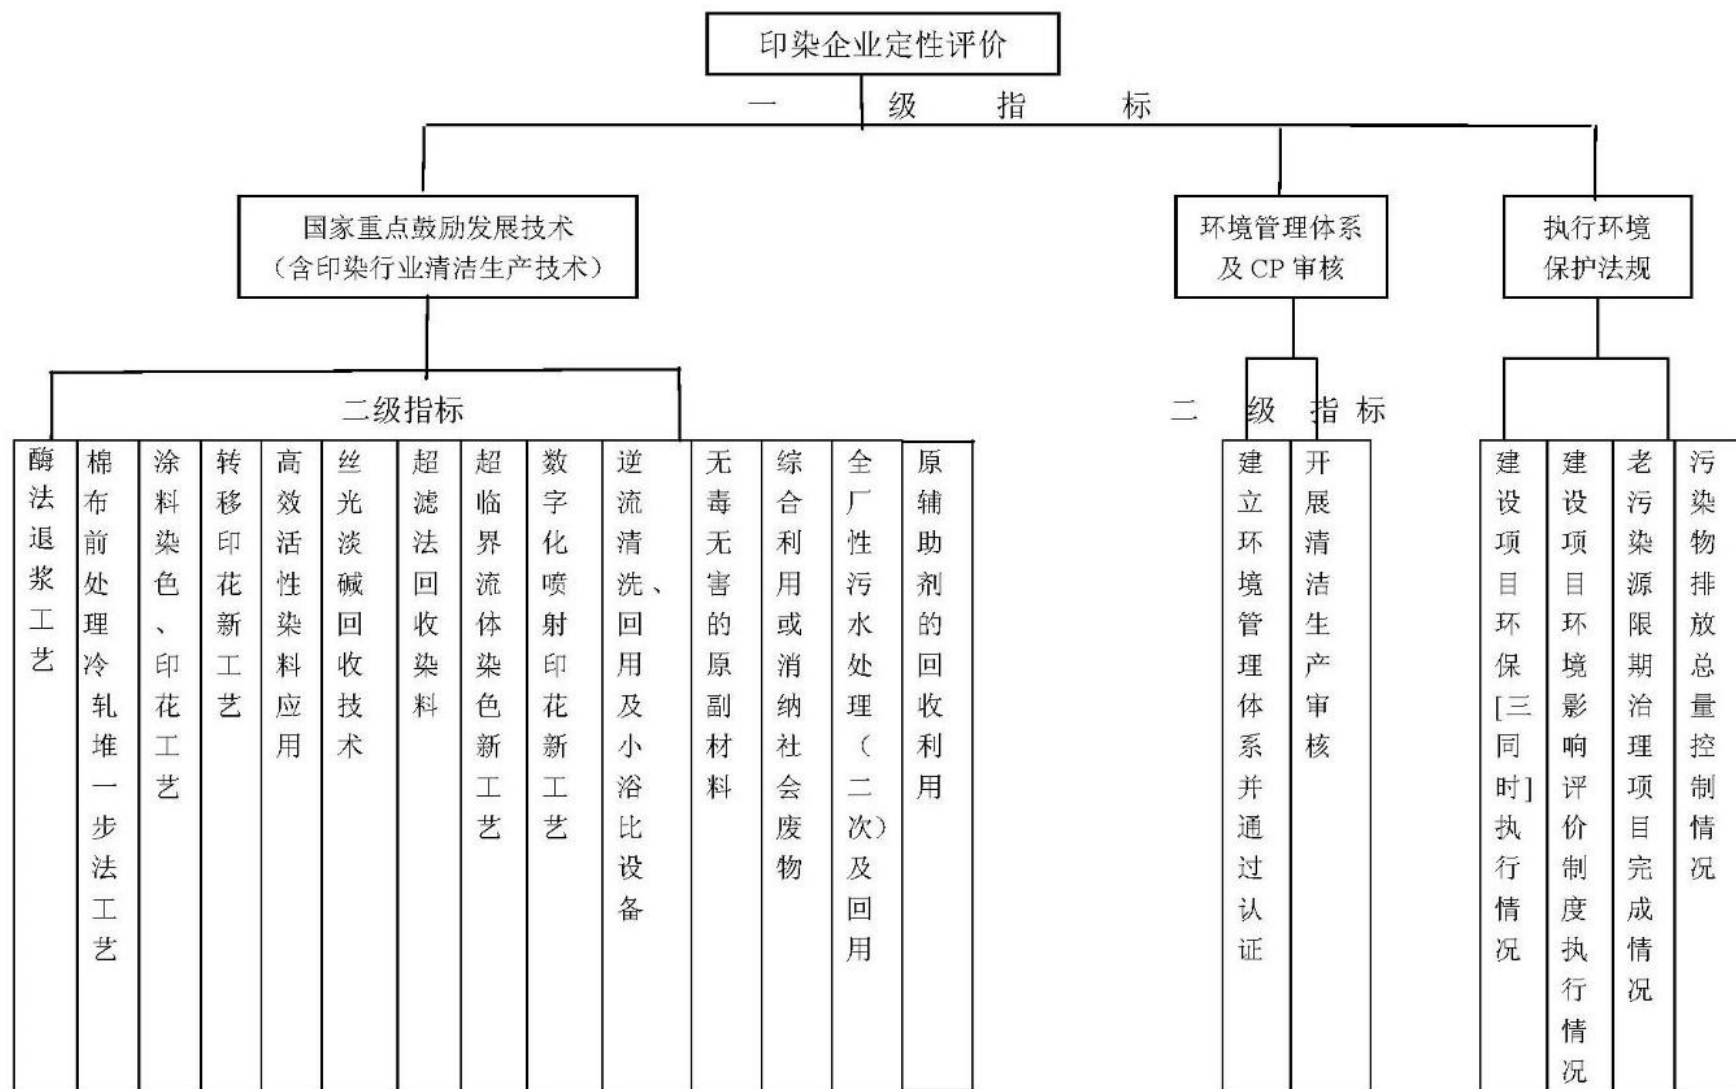 印染企业定性评价
一级指标
国家重点鼓励发展技术
（含印染行业清洁生产技术）
环境管理体系
及 CP 审核
执行环境
保护法规
二级指标
二级指标
酶法退浆工艺
棉布前处理冷轧堆一步法工艺
涂料染色、印花工艺
转移印花新工艺
高效活性染料应用
丝光淡碱回收技术
超滤法回收染料
超临界流体染色新工艺
数字化喷射印花新工艺
逆流清洗、回用及小浴比设备
无毒无害的原副材料
综合利用或消纳社会废物
全厂性污水处理（二次）及回用
原辅助剂的回收利用
建立环境管理体系并通过认证
开展清洁生产审核
建设项目环保[三同时]执行情况
建设项目环境影响评价制度执行情况
老污染源限期治理项目完成情况
污染物排放总量控制情况